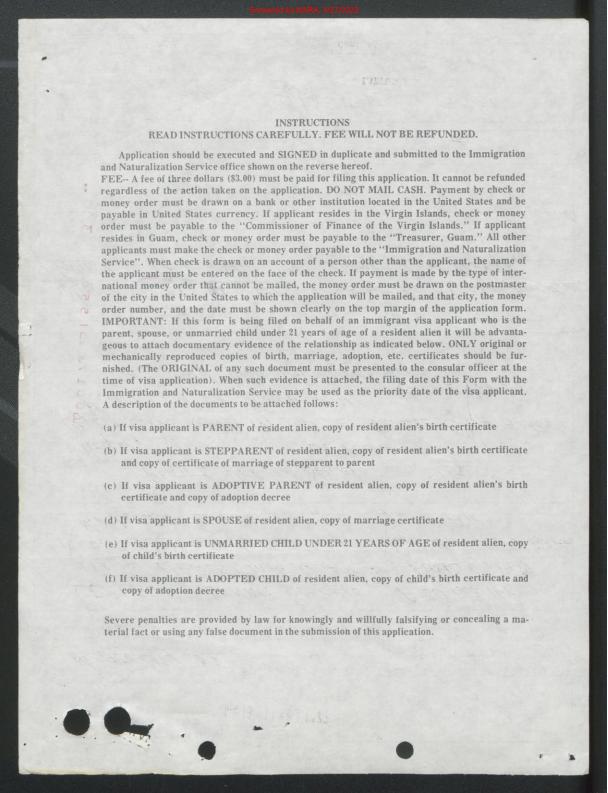 Screened by NARA, 9/27/2023
INSTRUCTIONS
READ INSTRUCTIONS CAREFULLY. FEE WILL NOT BE REFUNDED.
Application should be executed and SIGNED in duplicate and submitted to the Immigration
and Naturalization Service office shown on the reverse hereof.
FEE-- A fee of three dollars ($3.00) must be paid for filing this application. It cannot be refunded
regardless of the action taken on the application. DO NOT MAIL CASH. Payment by check or
money order must be drawn on a bank or other institution located in the United States and be
payable in United States currency. If applicant resides in the Virgin Islands, check or money
order must be payable to the "Commissioner of Finance of the Virgin Islands." If applicant
resides in Guam, check or money order must be payable to the "Treasurer, Guam." All other
applicants must make the check or money order payable to the "Immigration and Naturalization
Service". When check is drawn on an account of a person other than the applicant, the name of
the applicant must be entered on the face of the check. If payment is made by the type of inter-
national money order that cannot be mailed, the money order must be drawn on the postmaster
of the city in the United States to which the application will be mailed, and that city, the money
order number, and the date must be shown clearly on the top margin of the application form.
IMPORTANT: If this form is being filed on behalf of an immigrant visa applicant who is the
parent, spouse, or unmarried child under 21 years of age of a resident alien it will be advanta-
geous to attach documentary evidence of the relationship as indicated below. ONLY original or
mechanically reproduced copies of birth, marriage, adoption, etc. certificates should be fur-
nished. (The ORIGINAL of any such document must be presented to the consular officer at the
time of visa application). When such evidence is attached, the filing date of this Form with the
Immigration and Naturalization Service may be used as the priority date of the visa applicant.
A description of the documents to be attached follows:
(a) If visa applicant is PARENT of resident alien, copy of resident alien's birth certificate
(b) If visa applicant is STEPPARENT of resident alien, copy of resident alien's birth certificate
and copy of certificate of marriage of stepparent to parent
(c) If visa applicant is ADOPTIVE PARENT of resident alien, copy of resident alien's birth
certificate and copy of adoption decree
(d) If visa applicant is SPOUSE of resident alien, copy of marriage certificate
(e) If visa applicant is UNMARRIED CHILD UNDER 21 YEARS OF AGE of resident alien, copy
of child's birth certificate
(f) If visa applicant is ADOPTED CHILD of resident alien, copy of child's birth certificate and
copy of adoption decree
Severe penalties are provided by law for knowingly and willfully falsifying or concealing a ma-
terial fact or using any false document in the submission of this application.